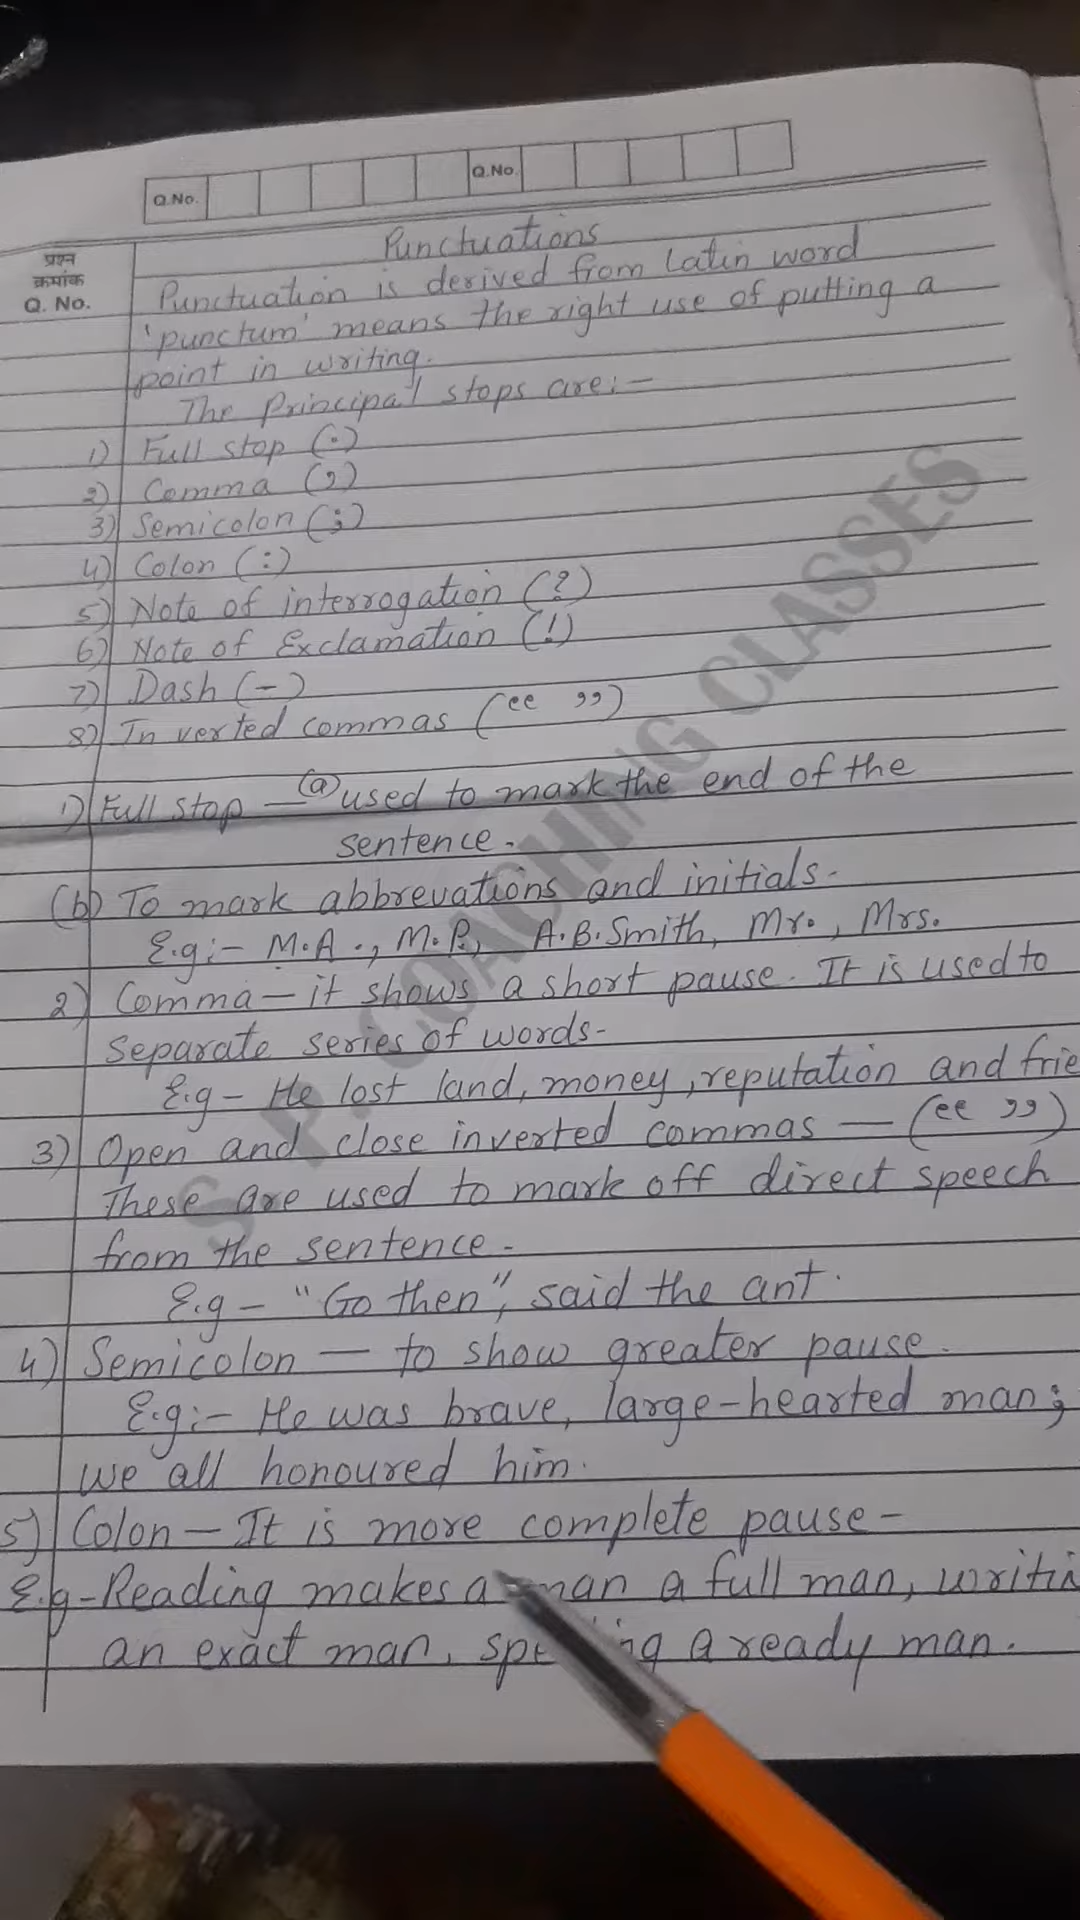 Q.No. Q.No.
प्रश्न
क्रमांक
Q. No.
Punctuations
Punctuation is derived from Latin word
'punctum' means the right use of putting a
point in writing.
The Principal stops are:-
1) Full stop (.)
2) Comma (,)
3) Semicolon (;)
4) Colon (:)
5) Note of interrogation (?)
6) Note of Exclamation (!)
7) Dash (-)
8) Inverted commas (“ ”)
1) Full stop — (a) used to mark the end of the
sentence.
(b) To mark abbrevations and initials.
E.g:- M.A., M.P., A.B.Smith, Mr., Mrs.
2) Comma - it shows a short pause. It is used to
separate series of words-
E.g - He lost land, money, reputation and
3) Open and close inverted commas — (“ ”)
These are used to mark off direct speech
from the sentence.
E.g - "Go then", said the ant.
4) Semicolon — to show greater pause.
E.g:- He was brave, large-hearted man;
we all honoured him.
5) Colon - It is more complete pause-
E.g - Reading makes a man a full man,
an exact man, a ready man.
S. P. COACHING CLASSES